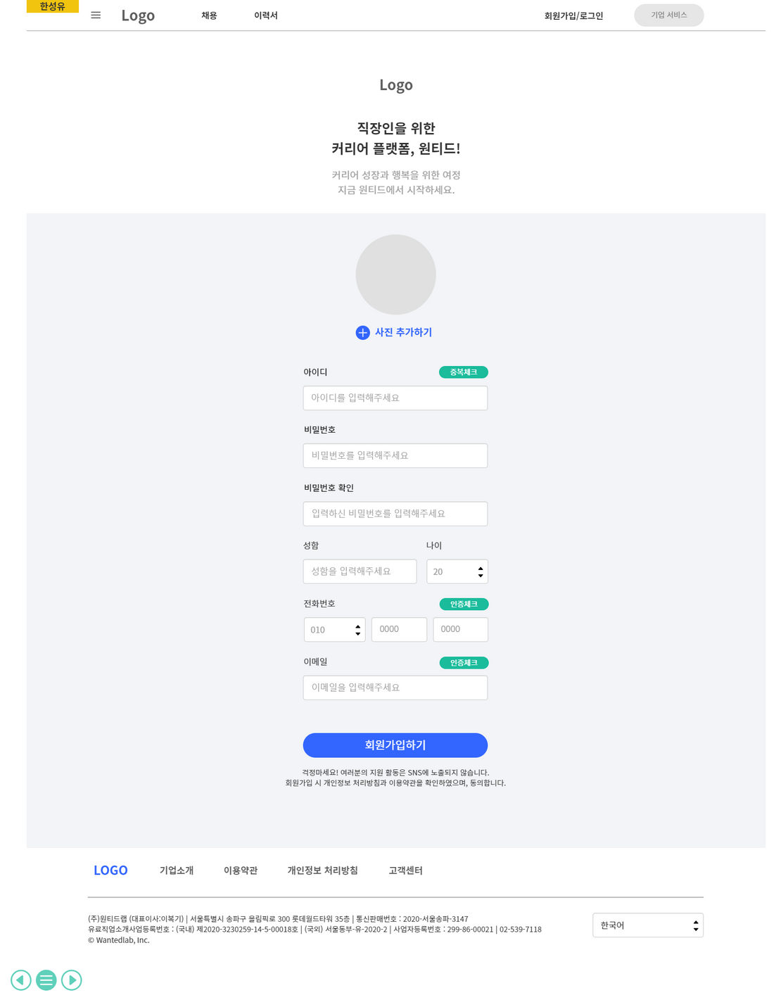 한성유
Logo 채용 이력서 회원가입/로그인 기업 서비스
Logo
직장인을 위한
커리어 플랫폼, 원티드!
커리어 성장과 행복을 위한 여정
지금 원티드에서 시작하세요.
사진 추가하기
아이디 중복체크
아이디를 입력해주세요
비밀번호
비밀번호를 입력해주세요
비밀번호 확인
입력하신 비밀번호를 입력해주세요
성함 나이
성함을 입력해주세요 20
전화번호 인증체크
010 0000 0000
이메일 인증체크
이메일을 입력해주세요
회원가입하기
걱정마세요! 여러분의 지원 활동은 SNS에 노출되지 않습니다.
회원가입 시 개인정보 처리방침과 이용약관을 확인하였으며, 동의합니다.
LOGO 기업소개 이용약관 개인정보 처리방침 고객센터
(주)원티드랩 (대표이사:이복기) | 서울특별시 송파구 올림픽로 300 롯데월드타워 35층 | 통신판매번호 : 2020-서울송파-3147
유료직업소개사업등록번호 : (국내) 제2020-3230259-14-5-00018호 | (국외) 서울동부-유-2020-2 | 사업자등록번호 : 299-86-00021 | 02-539-7118
© Wantedlab, Inc.
한국어